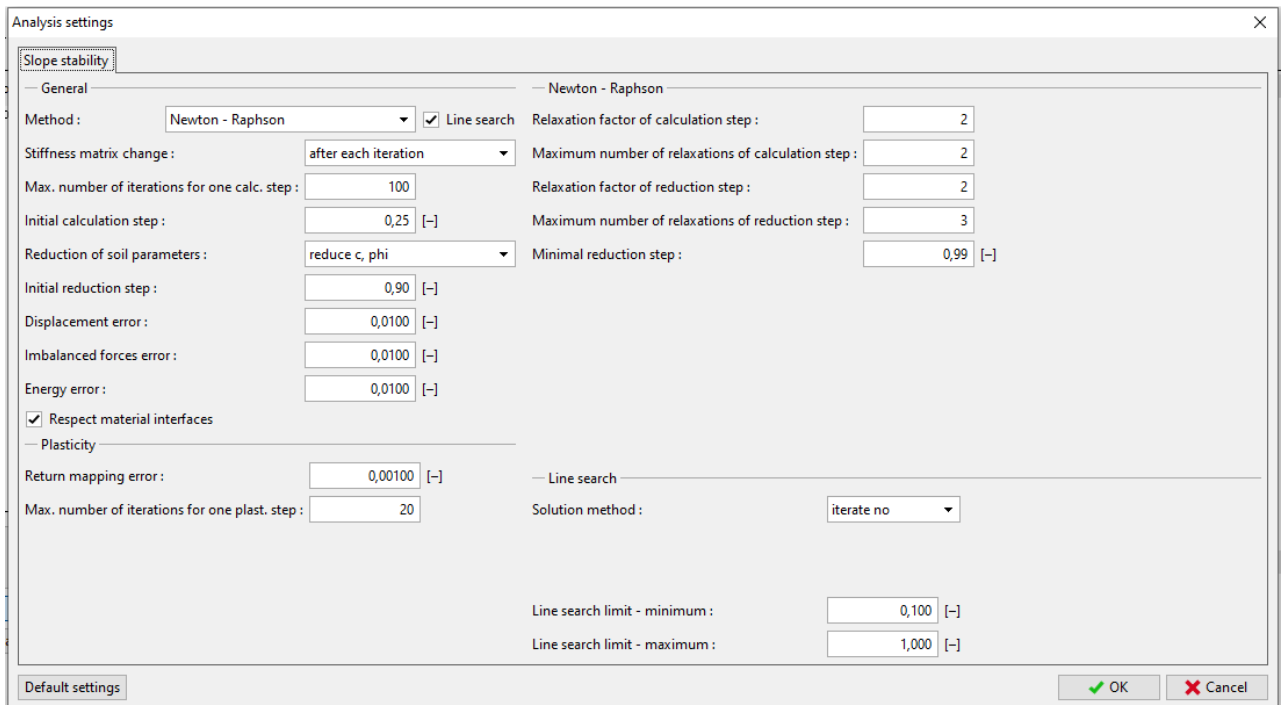 Analysis settings
Slope stability
General
Method : Newton - Raphson Line search
Stiffness matrix change : after each iteration
Max. number of iterations for one calc. step : 100
Initial calculation step : 0,25 [–]
Reduction of soil parameters : reduce c, phi
Initial reduction step : 0,90 [–]
Displacement error : 0,0100 [–]
Imbalanced forces error : 0,0100 [–]
Energy error : 0,0100 [–]
Respect material interfaces
Plasticity
Return mapping error : 0,00100 [–]
Max. number of iterations for one plast. step : 20
Newton - Raphson
Relaxation factor of calculation step : 2
Maximum number of relaxations of calculation step : 2
Relaxation factor of reduction step : 2
Maximum number of relaxations of reduction step : 3
Minimal reduction step : 0,99 [–]
Line search
Solution method : iterate no
Line search limit - minimum : 0,100 [–]
Line search limit - maximum : 1,000 [–]
Default settings
OK
Cancel